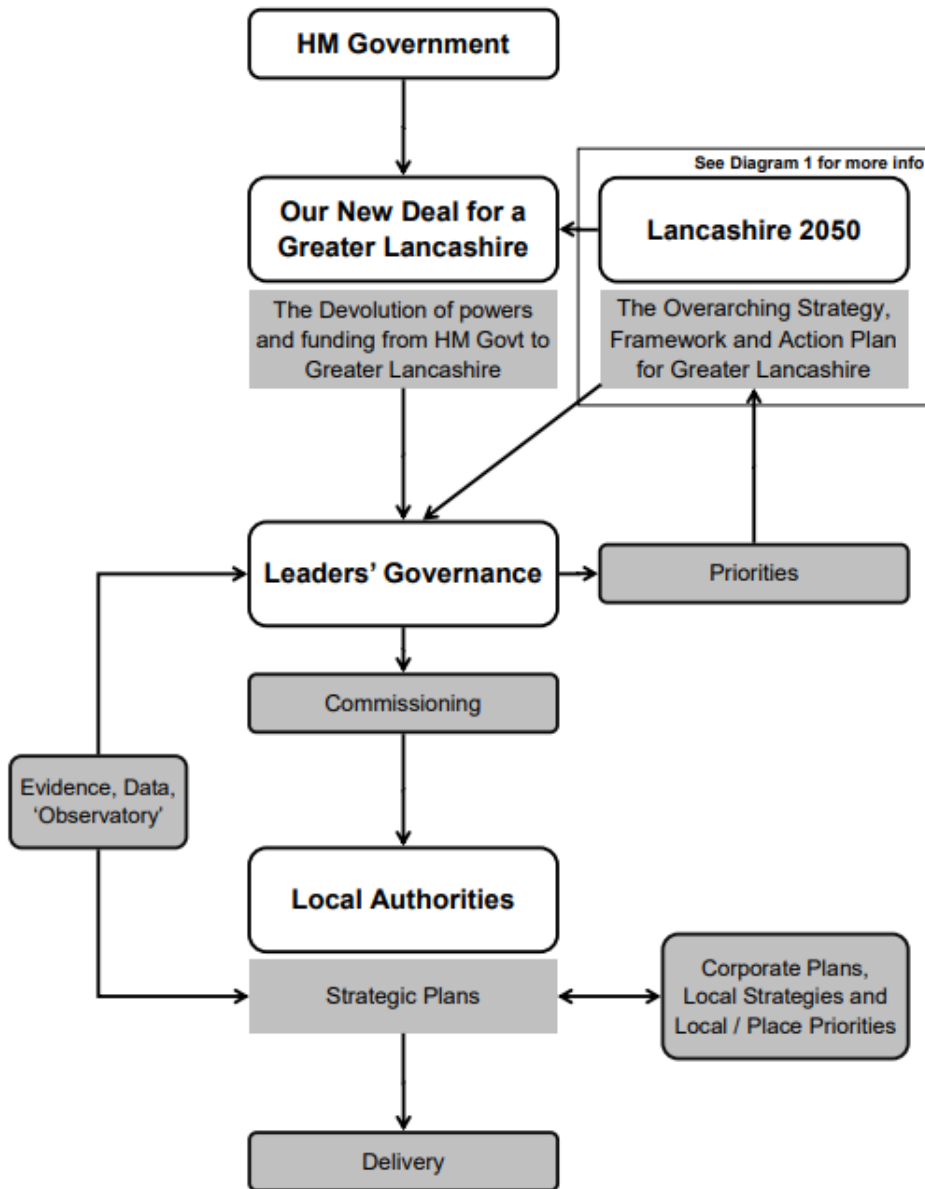 HM Government
See Diagram 1 for more info
Our New Deal for a
Greater Lancashire
Lancashire 2050
The Devolution of powers
and funding from HM Govt to
Greater Lancashire
The Overarching Strategy,
Framework and Action Plan
for Greater Lancashire
Leaders’ Governance
Priorities
Commissioning
Evidence, Data,
‘Observatory’
Local Authorities
Strategic Plans
Corporate Plans,
Local Strategies and
Local / Place Priorities
Delivery